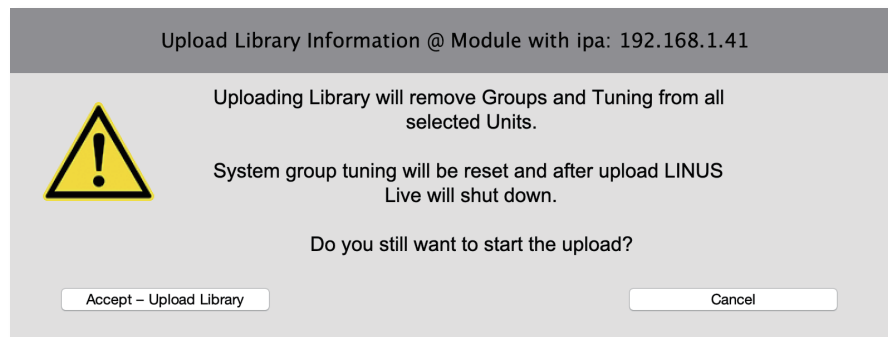 Upload Library Information @ Module with ipa: 192.168.1.41
Uploading Library will remove Groups and Tuning from all
selected Units.
System group tuning will be reset and after upload LINUS
Live will shut down.
Do you still want to start the upload?
Accept – Upload Library
Cancel